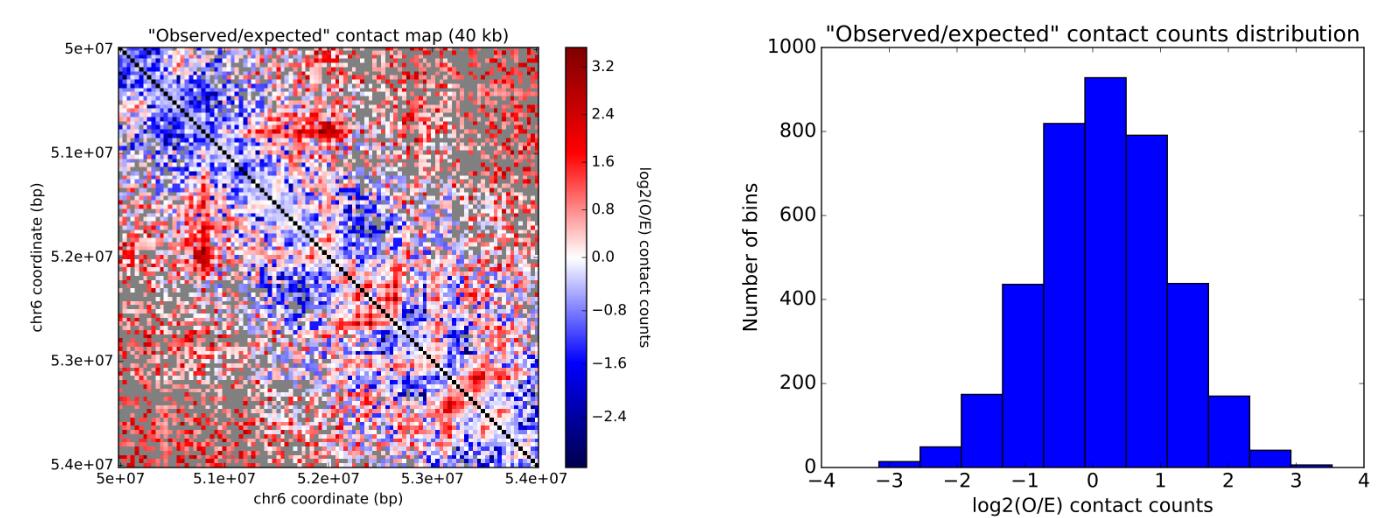 "Observed/expected" contact map (40 kb)
5e+07
5.1e+07
5.2e+07
5.3e+07
5.4e+07
chr6 coordinate (bp)
5e+07 5.1e+07 5.2e+07 5.3e+07 5.4e+07
chr6 coordinate (bp)
3.2
2.4
1.6
0.8
0.0
−0.8
−1.6
−2.4
log2(O/E) contact counts
"Observed/expected" contact counts distribution
1000
800
600
400
200
0
Number of bins
−4 −3 −2 −1 0 1 2 3 4
log2(O/E) contact counts